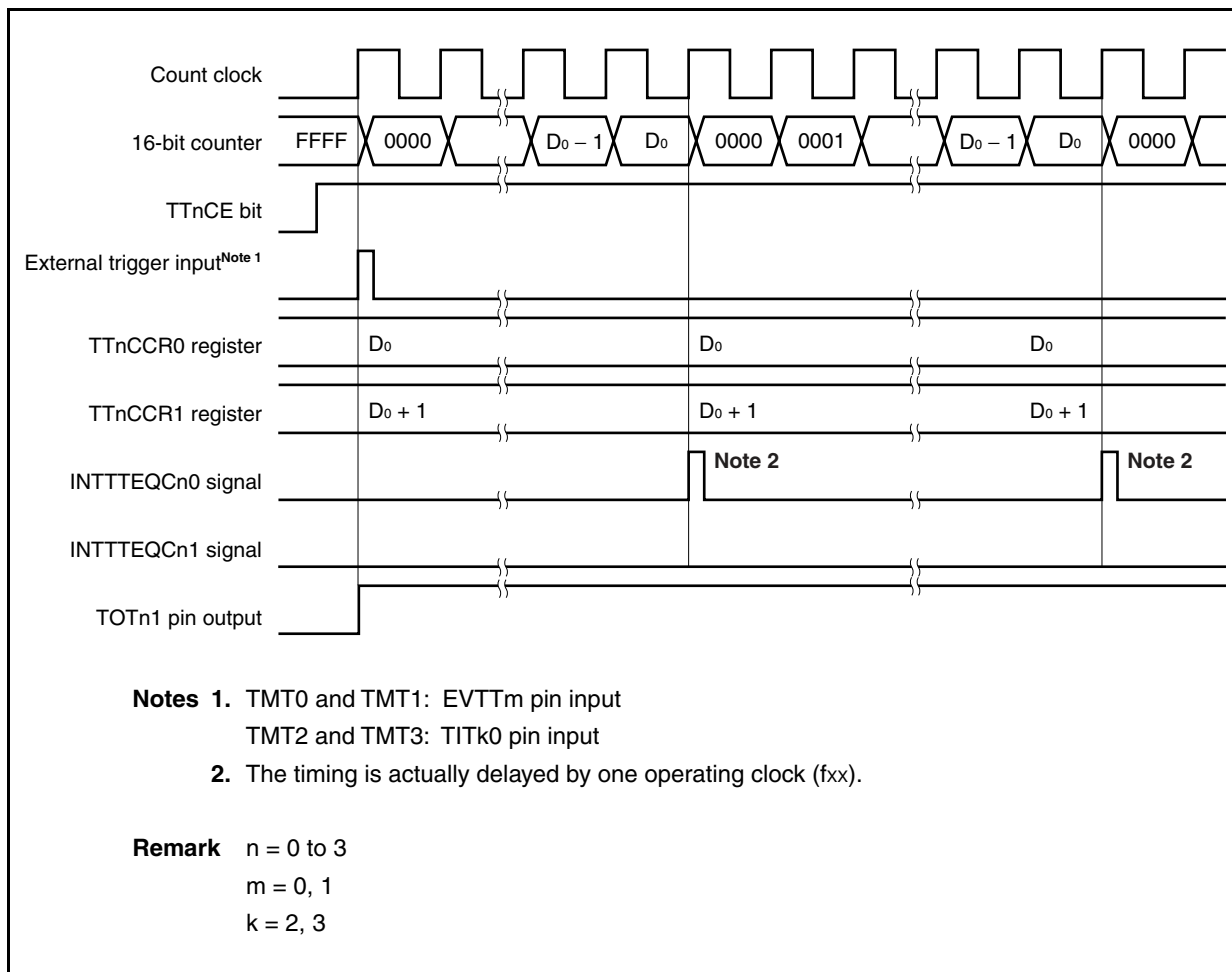 Count clock
16-bit counter FFFF 0000 D0 − 1 D0 0000 0001 D0 − 1 D0 0000
TTnCE bit
External trigger inputNote 1
TTnCCR0 register D0 D0 D0
TTnCCR1 register D0 + 1 D0 + 1 D0 + 1
INTTTEQCn0 signal Note 2 Note 2
INTTTEQCn1 signal
TOTn1 pin output
Notes 1. TMT0 and TMT1: EVTTm pin input
TMT2 and TMT3: TITk0 pin input
2. The timing is actually delayed by one operating clock (fxx).
Remark n = 0 to 3
m = 0, 1
k = 2, 3